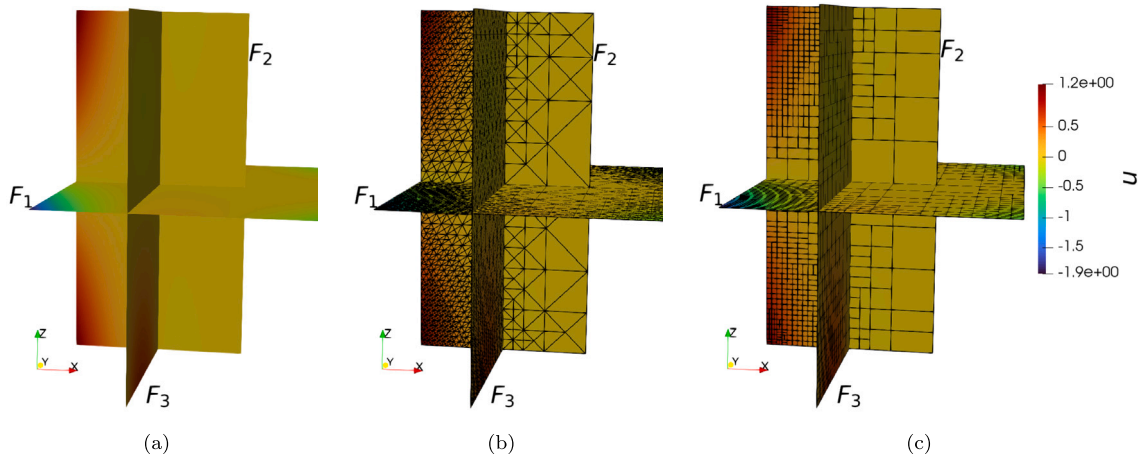 F₂
F₁
Z
Y
X
F₃
(a)
F₂
F₁
Z
Y
X
F₃
(b)
F₂
F₁
Z
Y
X
F₃
(c)
1.2e+00
0.5
0
-0.5
-1
-1.5
-1.9e+00
u